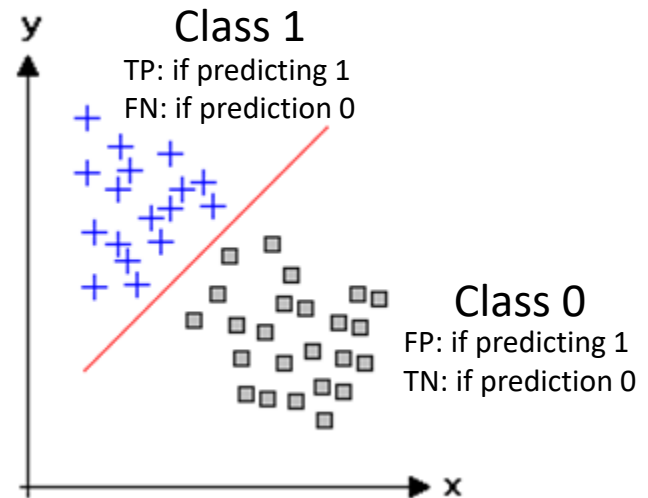 y
Class 1
TP: if predicting 1
FN: if prediction 0
Class 0
FP: if predicting 1
TN: if prediction 0
x